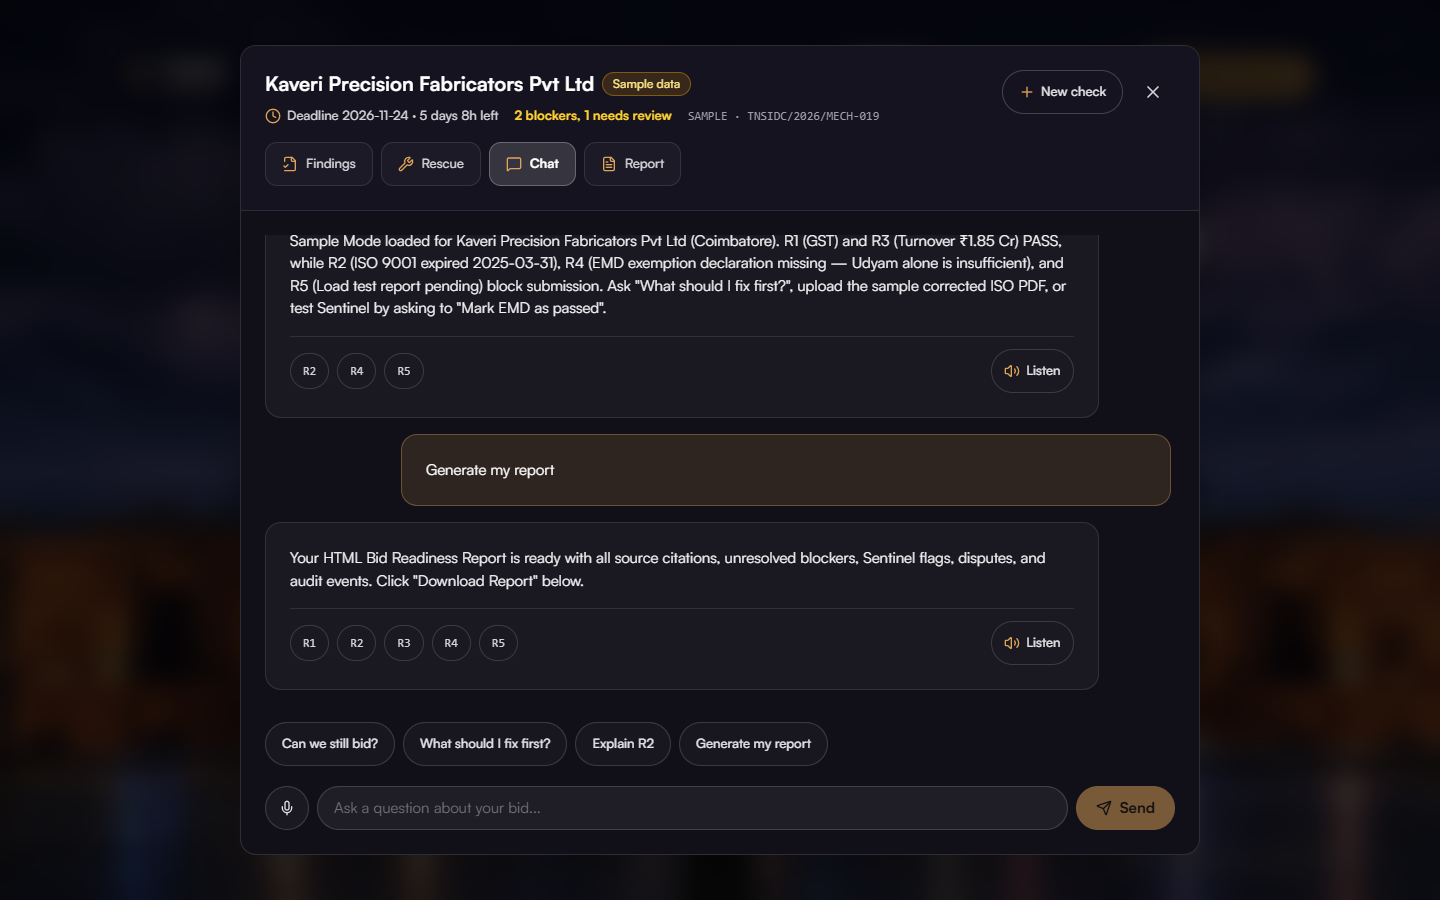 Kaveri Precision Fabricators Pvt Ltd
Sample data
New check
Deadline 2026-11-24 • 5 days 8h left
2 blockers, 1 needs review
SAMPLE · TNSIDC/2026/MECH-019
Findings
Rescue
Chat
Report
Sample Mode loaded for Kaveri Precision Fabricators Pvt Ltd (Coimbatore). R1 (GST) and R3 (Turnover ₹1.85 Cr) PASS,
while R2 (ISO 9001 expired 2025-03-31), R4 (EMD exemption declaration missing — Udyam alone is insufficient), and
R5 (Load test report pending) block submission. Ask "What should I fix first?", upload the sample corrected ISO PDF, or
test Sentinel by asking to "Mark EMD as passed".
R2
R4
R5
Listen
Generate my report
Your HTML Bid Readiness Report is ready with all source citations, unresolved blockers, Sentinel flags, disputes, and
audit events. Click "Download Report" below.
R1
R2
R3
R4
R5
Listen
Can we still bid?
What should I fix first?
Explain R2
Generate my report
Ask a question about your bid...
Send